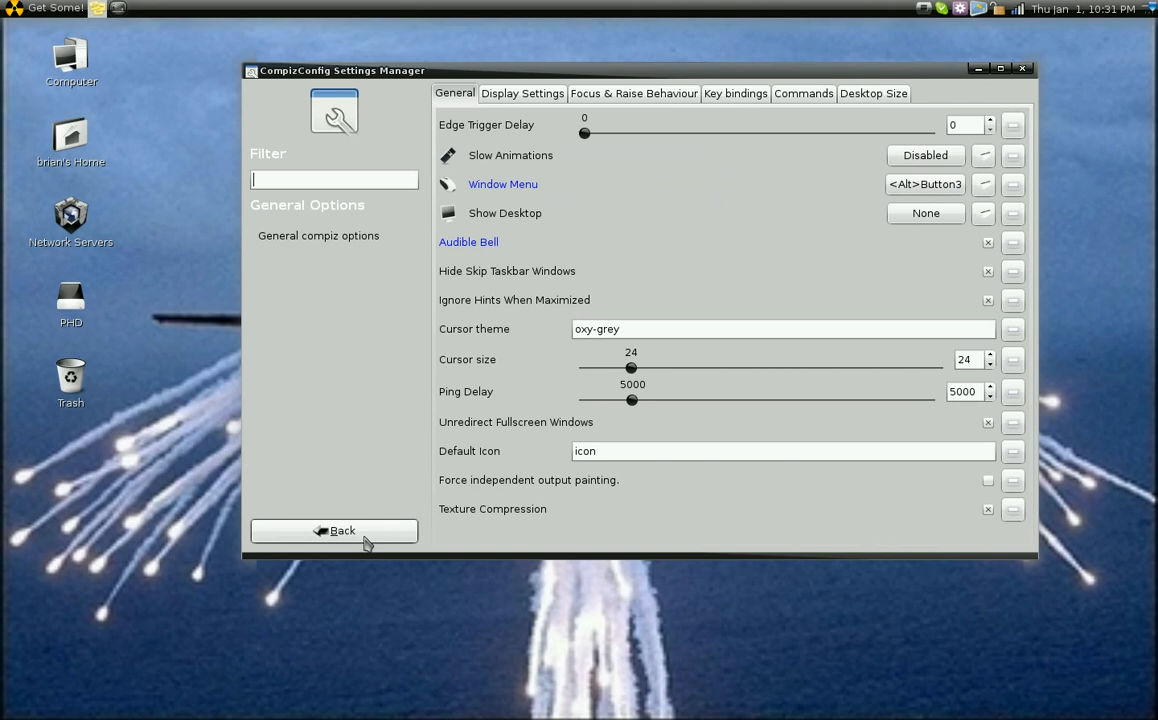 Get Some!
Thu Jan 1, 10:31 PM
Computer
brian's Home
Network Servers
PHD
Trash
CompizConfig Settings Manager
Filter
General Options
General compiz options
Back
General Display Settings Focus & Raise Behaviour Key bindings Commands Desktop Size
Edge Trigger Delay 0 0
Slow Animations Disabled
Window Menu <Alt>Button3
Show Desktop None
Audible Bell
Hide Skip Taskbar Windows
Ignore Hints When Maximized
Cursor theme oxy-grey
Cursor size 24 24
Ping Delay 5000 5000
Unredirect Fullscreen Windows
Default Icon icon
Force independent output painting.
Texture Compression